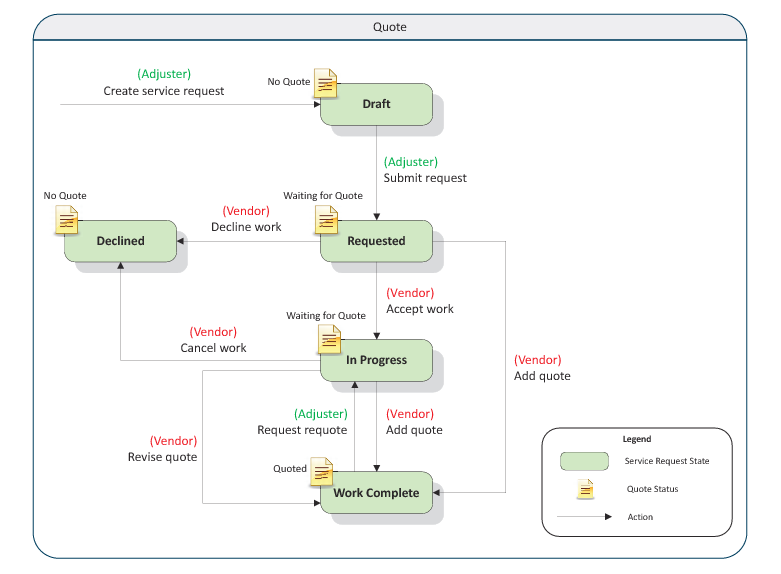 Quote
(Adjuster)
Create service request
No Quote
Draft
(Adjuster)
Submit request
No Quote
Declined
(Vendor)
Decline work
Waiting for Quote
Requested
(Vendor)
Accept work
Waiting for Quote
(Vendor)
Cancel work
In Progress
(Vendor)
Add quote
(Adjuster)
Request requote
(Vendor)
Add quote
(Vendor)
Revise quote
Quoted
Work Complete
Legend
Service Request State
Quote Status
Action